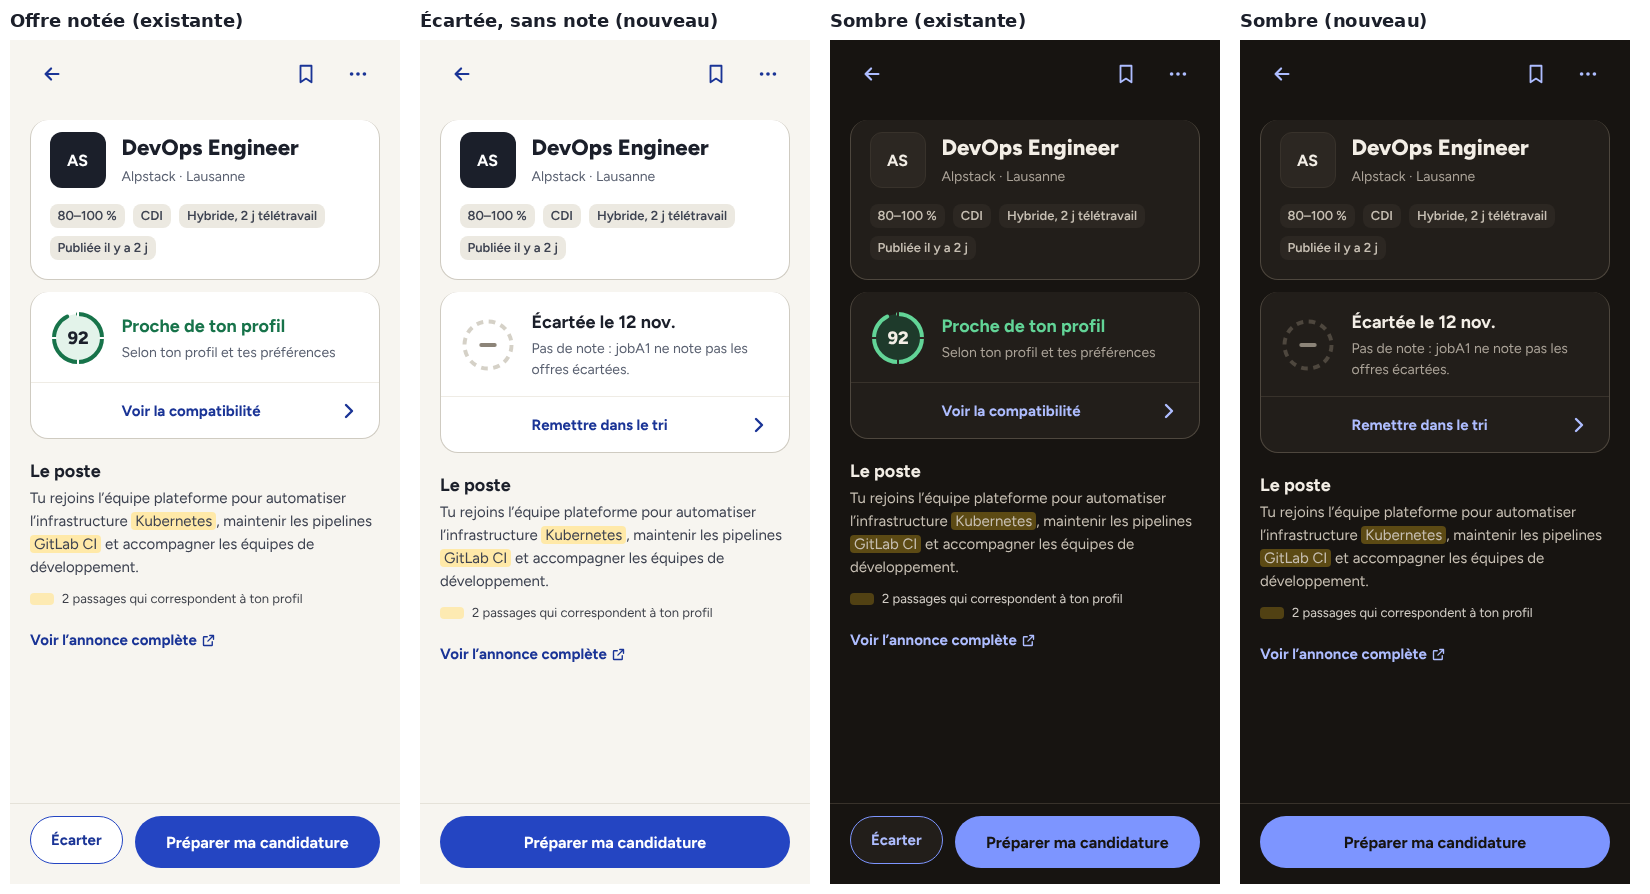 Offre notée (existante)
DevOps Engineer
AS
Alpstack · Lausanne
80–100 %
CDI
Hybride, 2 j télétravail
Publiée il y a 2 j
92
Proche de ton profil
Selon ton profil et tes préférences
Voir la compatibilité
Le poste
Tu rejoins l’équipe plateforme pour automatiser
l’infrastructure Kubernetes, maintenir les pipelines
GitLab CI et accompagner les équipes de
développement.
2 passages qui correspondent à ton profil
Voir l’annonce complète
Écarter
Préparer ma candidature
Écartée, sans note (nouveau)
DevOps Engineer
AS
Alpstack · Lausanne
80–100 %
CDI
Hybride, 2 j télétravail
Publiée il y a 2 j
Écartée le 12 nov.
Pas de note : jobA1 ne note pas les
offres écartées.
Remettre dans le tri
Le poste
Tu rejoins l’équipe plateforme pour automatiser
l’infrastructure Kubernetes, maintenir les pipelines
GitLab CI et accompagner les équipes de
développement.
2 passages qui correspondent à ton profil
Voir l’annonce complète
Préparer ma candidature
Sombre (existante)
DevOps Engineer
AS
Alpstack · Lausanne
80–100 %
CDI
Hybride, 2 j télétravail
Publiée il y a 2 j
92
Proche de ton profil
Selon ton profil et tes préférences
Voir la compatibilité
Le poste
Tu rejoins l’équipe plateforme pour automatiser
l’infrastructure Kubernetes, maintenir les pipelines
GitLab CI et accompagner les équipes de
développement.
2 passages qui correspondent à ton profil
Voir l’annonce complète
Écarter
Préparer ma candidature
Sombre (nouveau)
DevOps Engineer
AS
Alpstack · Lausanne
80–100 %
CDI
Hybride, 2 j télétravail
Publiée il y a 2 j
Écartée le 12 nov.
Pas de note : jobA1 ne note pas les
offres écartées.
Remettre dans le tri
Le poste
Tu rejoins l’équipe plateforme pour automatiser
l’infrastructure Kubernetes, maintenir les pipelines
GitLab CI et accompagner les équipes de
développement.
2 passages qui correspondent à ton profil
Voir l’annonce complète
Préparer ma candidature